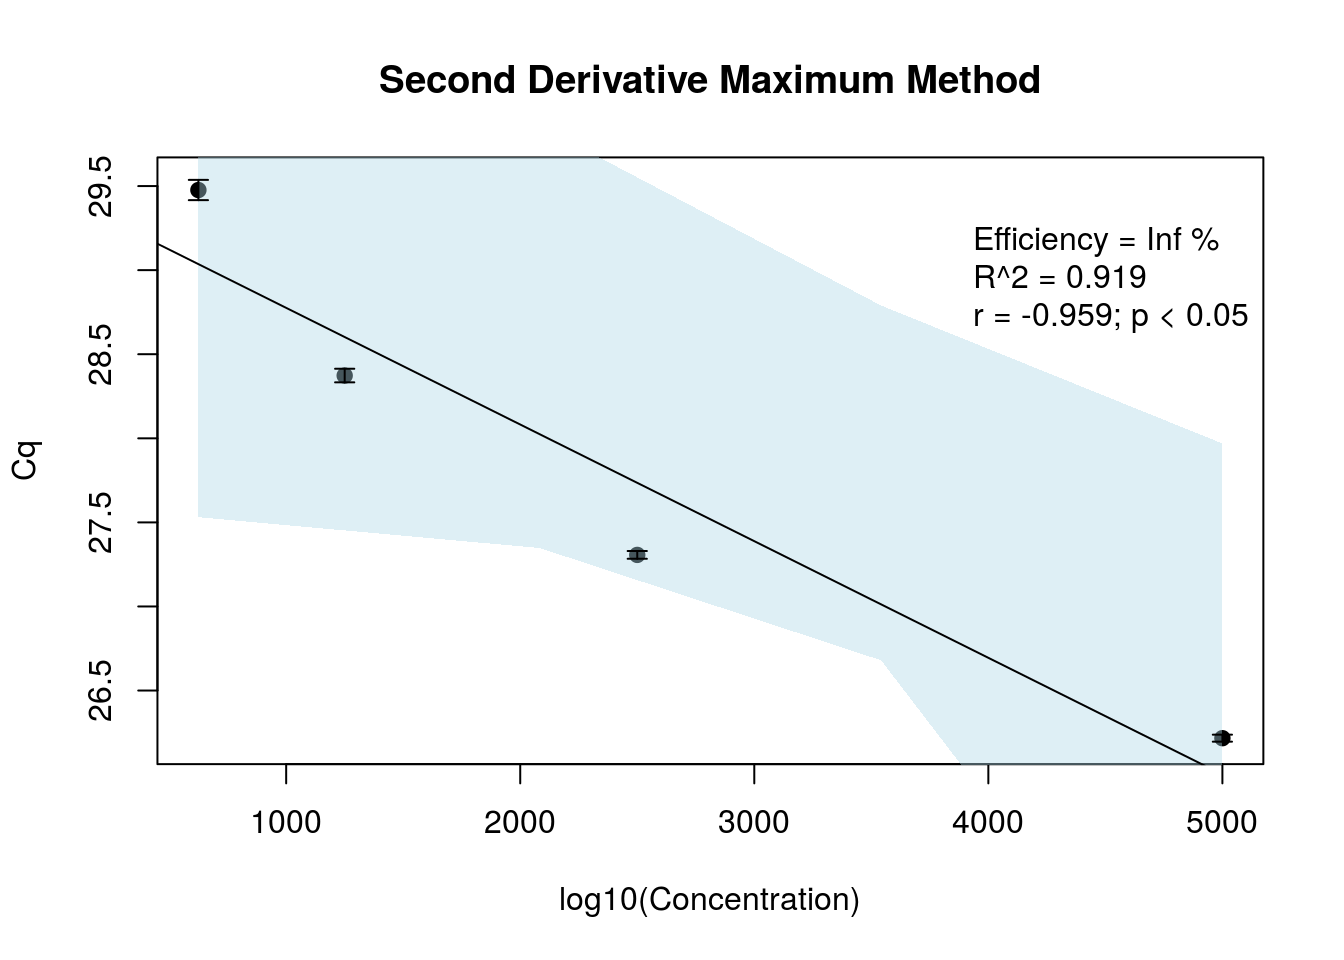 Second Derivative Maximum Method
29.5
28.5
27.5
26.5
Cq
Efficiency = Inf %
R^2 = 0.919
r = -0.959; p < 0.05
1000 2000 3000 4000 5000
log10(Concentration)